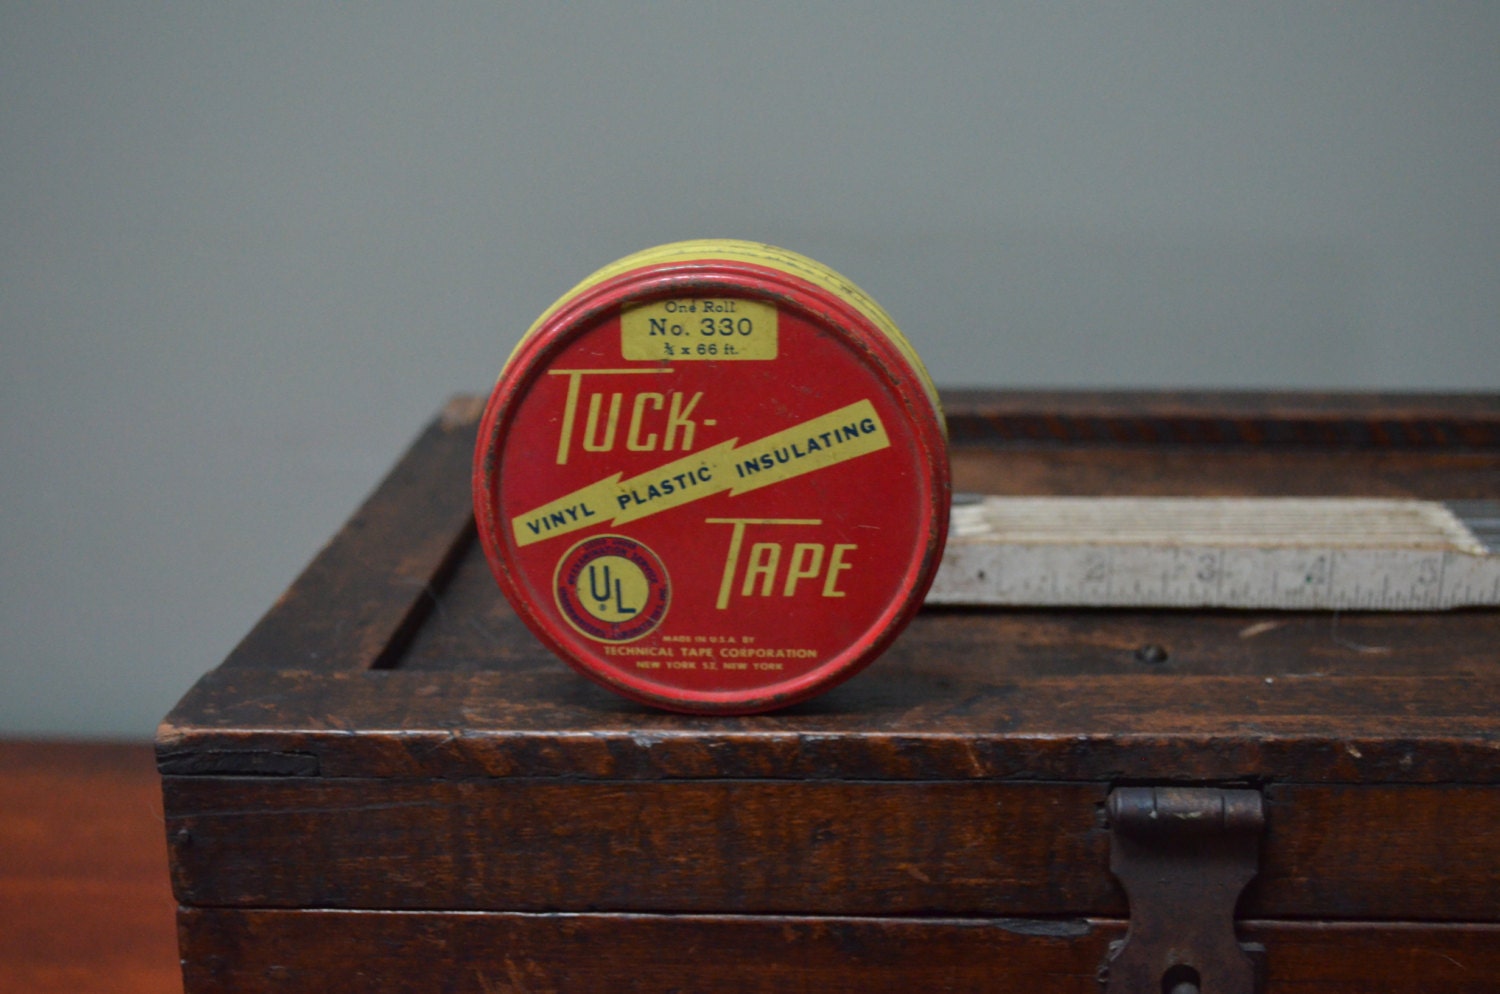 One Roll
No. 330
¾ x 66 ft.
TUCK-
VINYL PLASTIC INSULATING
TAPE
UL
MADE IN U.S.A. BY
TECHNICAL TAPE CORPORATION
NEW YORK 52, NEW YORK
2 3 4 5